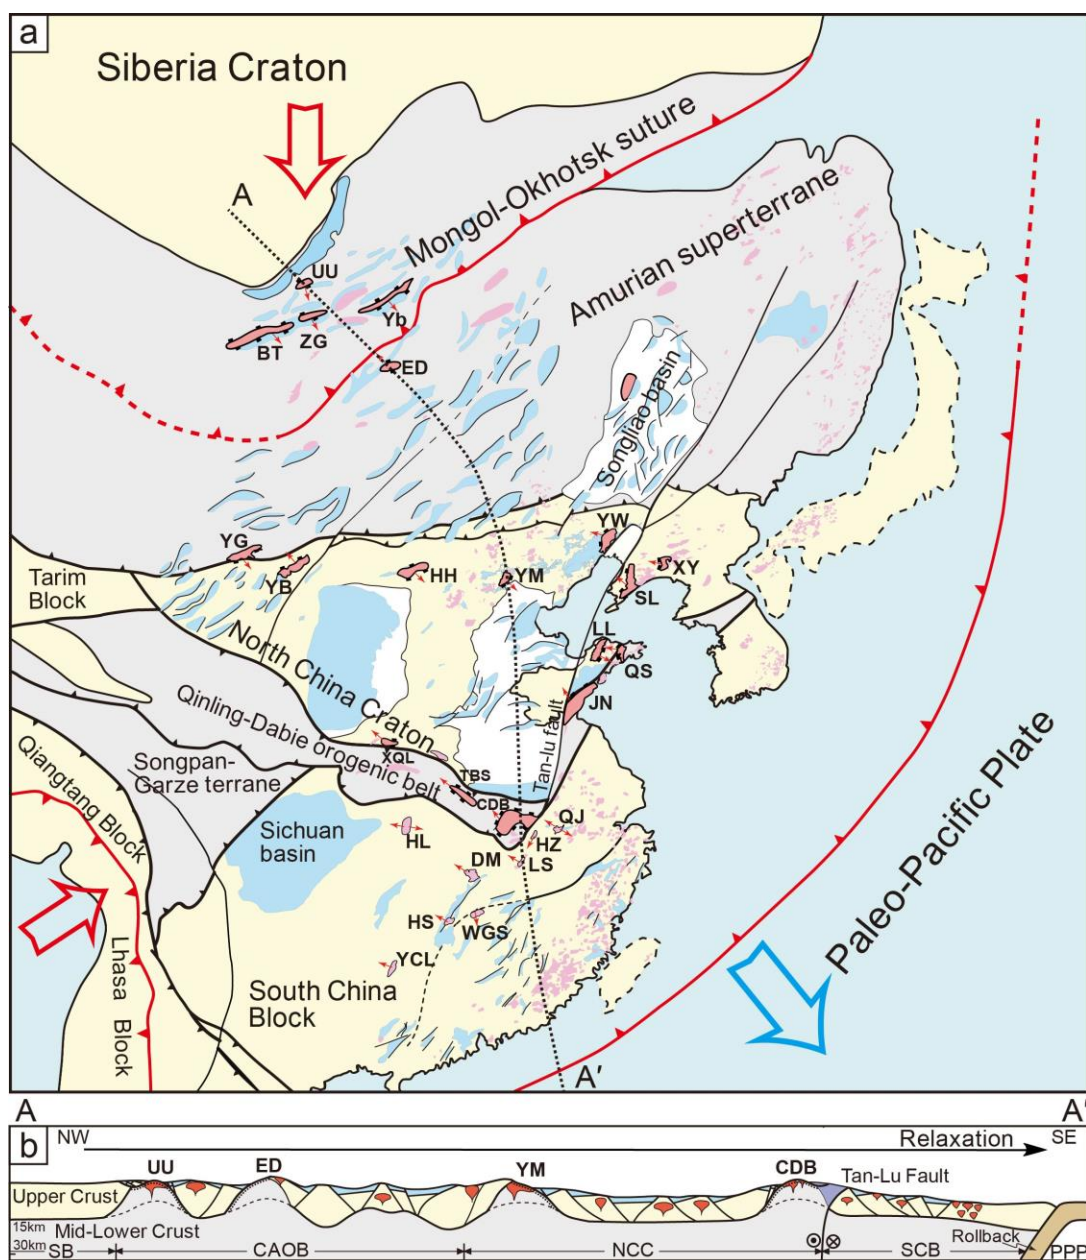 a
Siberia Craton
A
Mongol-Okhotsk suture
Amurian superterrane
UU
Yb
ZG
BT
ED
Songliao basin
YG
YB
HH
YM
YW
XY
SL
Tarim
Block
North China Craton
LL
QS
JN
Tan-lu fault
Qinling-Dabie orogenic belt
XQL
TBS
CDB
Songpan-
Garze terrane
Qiangtang Block
Sichuan
basin
HL
QJ
HZ
DM
LS
HS
WGS
YCL
Lhasa Block
South China
Block
Paleo-Pacific Plate
A'
A
A'
b
NW
Relaxation
SE
UU
ED
YM
CDB
Tan-Lu Fault
Upper Crust
15km
Mid-Lower Crust
Rollback
30km
SB
CAOB
NCC
SCB
PPP